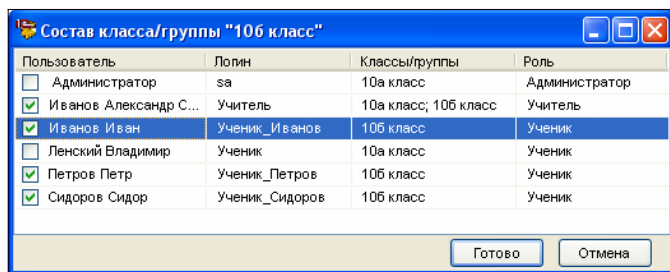 Состав класса/группы "10б класс"
Пользователь Логин Классы/группы Роль
Администратор sa 10а класс Администратор
Иванов Александр С... Учитель 10а класс; 10б класс Учитель
Иванов Иван Ученик_Иванов 10б класс Ученик
Ленский Владимир Ученик 10а класс Ученик
Петров Петр Ученик_Петров 10б класс Ученик
Сидоров Сидор Ученик_Сидоров 10б класс Ученик
Готово Отмена